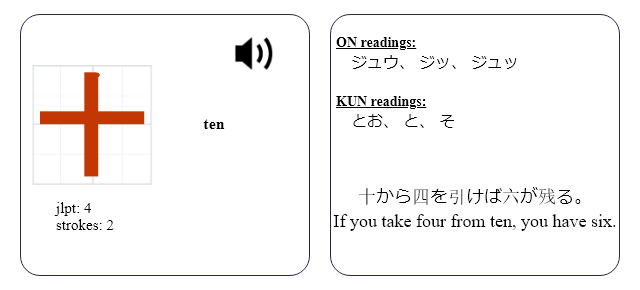 十
ten
jlpt: 4
strokes: 2
ON readings:
ジュウ、 ジッ、 ジュッ
KUN readings:
とお、 と、 そ
十から四を引けば六が残る。
If you take four from ten, you have six.